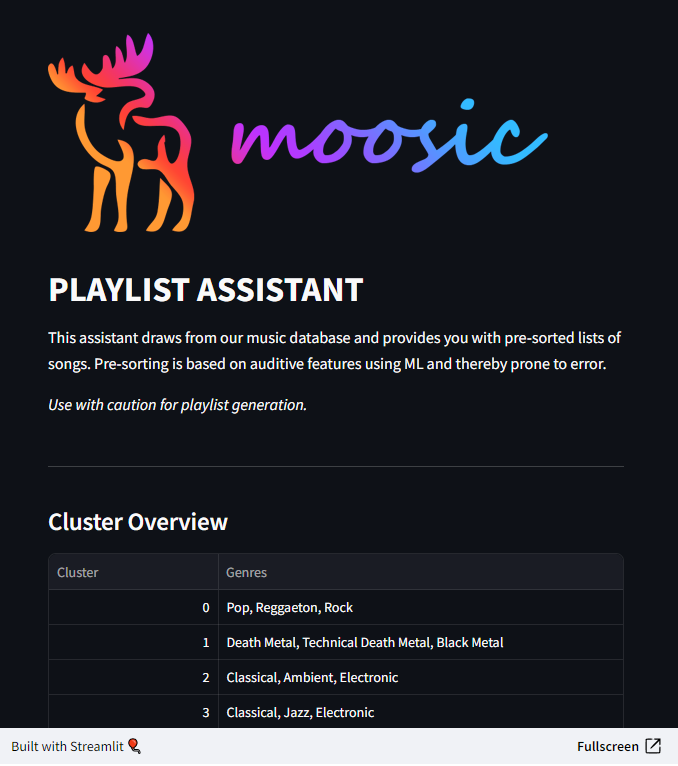 moosic
PLAYLIST ASSISTANT
This assistant draws from our music database and provides you with pre-sorted lists of
songs. Pre-sorting is based on auditive features using ML and thereby prone to error.
Use with caution for playlist generation.
Cluster Overview
Cluster Genres
0 Pop, Reggaeton, Rock
1 Death Metal, Technical Death Metal, Black Metal
2 Classical, Ambient, Electronic
3 Classical, Jazz, Electronic
Built with Streamlit Fullscreen